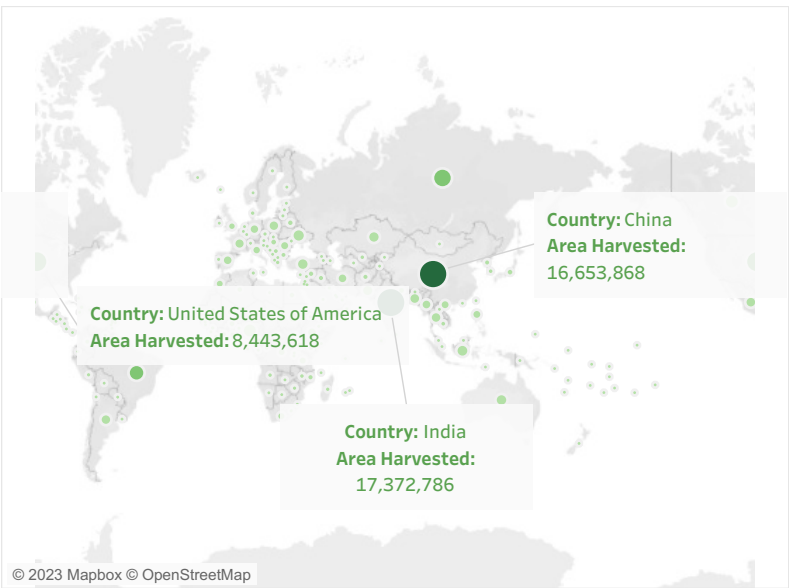 Country: China
Area Harvested:
16,653,868
Country: United States of America
Area Harvested: 8,443,618
Country: India
Area Harvested:
17,372,786
© 2023 Mapbox © OpenStreetMap